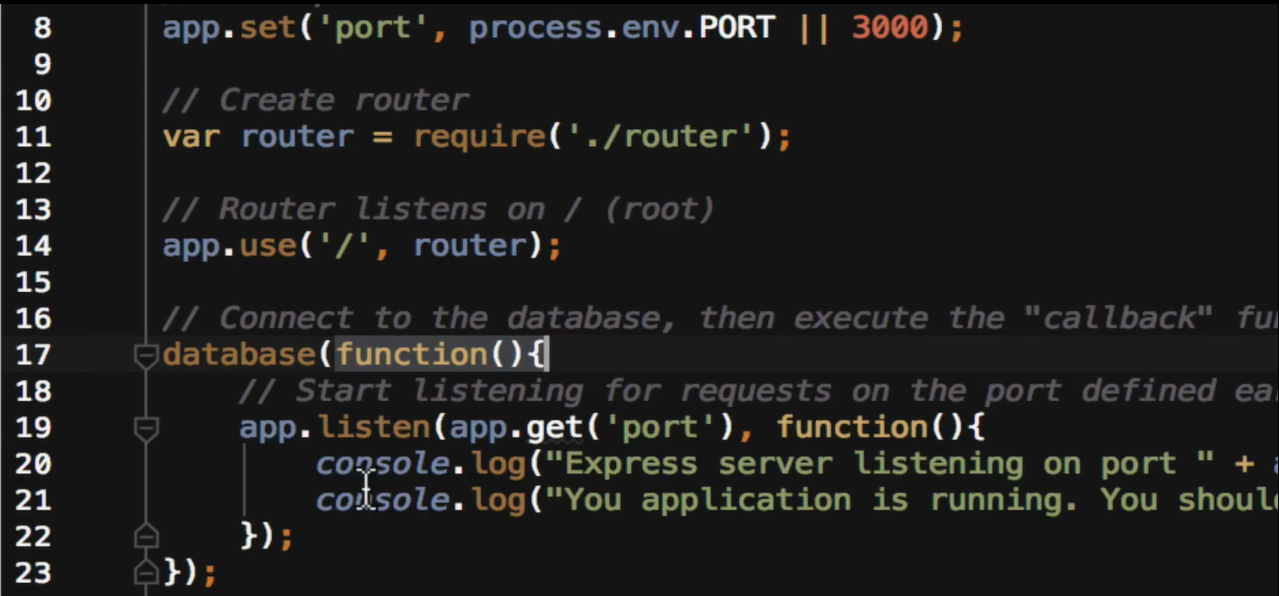 8 app.set('port', process.env.PORT || 3000);
9
10 // Create router
11 var router = require('./router');
12
13 // Router listens on / (root)
14 app.use('/', router);
15
16 // Connect to the database, then execute the "callback" fu
17 database(function(){
18 // Start listening for requests on the port defined ea
19 app.listen(app.get('port'), function(){
20 console.log("Express server listening on port " + a
21 console.log("You application is running. You shoul
22 });
23 });